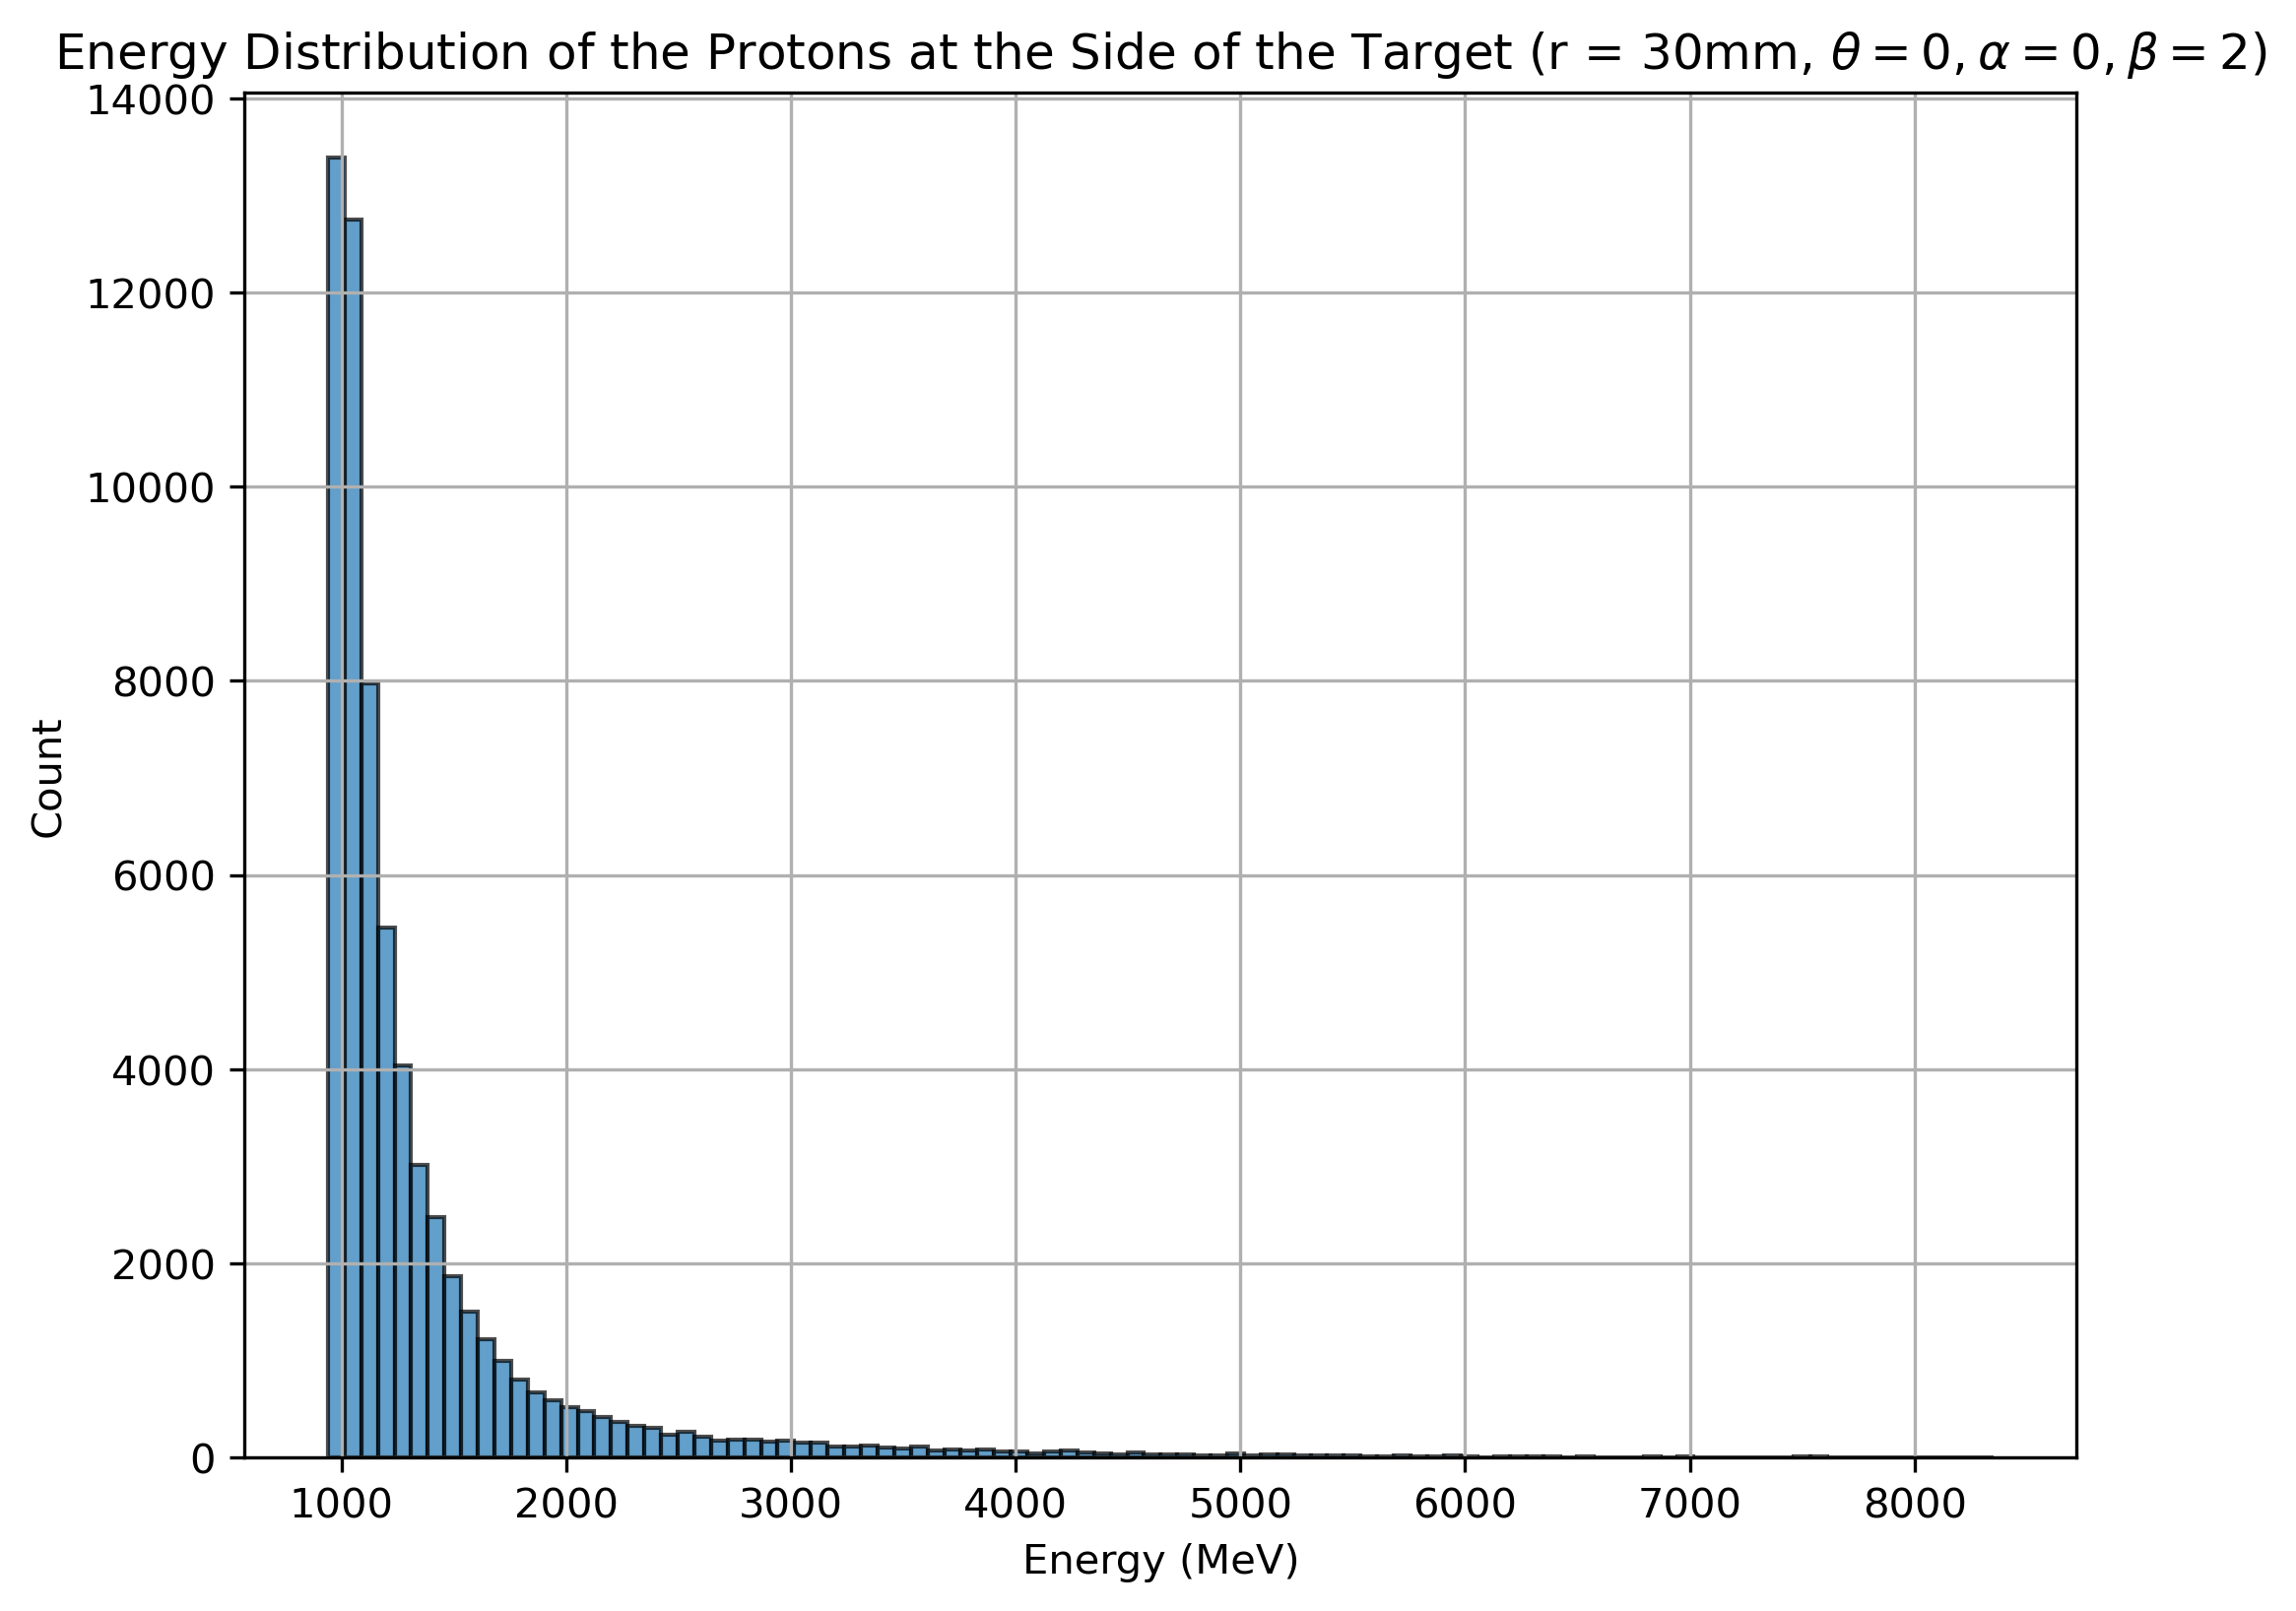 Energy Distribution of the Protons at the Side of the Target (r = 30mm, θ = 0, α = 0, β = 2)
14000
12000
10000
8000
6000
4000
2000
0
Count
1000 2000 3000 4000 5000 6000 7000 8000
Energy (MeV)